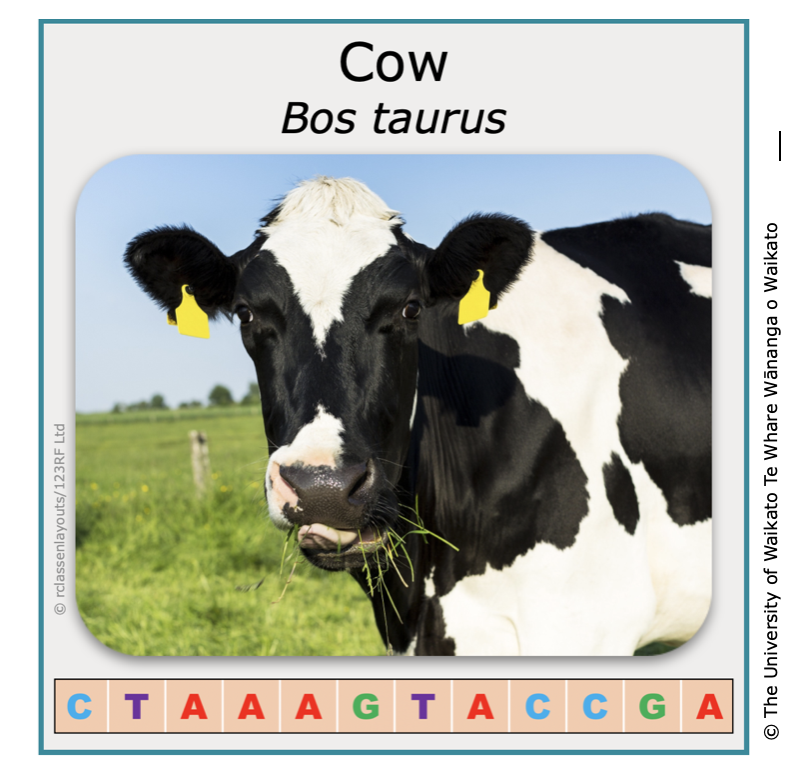 Cow
Bos taurus
© rclassenlayouts/123RF Ltd
C T A A A G T A C C G A
© The University of Waikato Te Whare Wānanga o Waikato